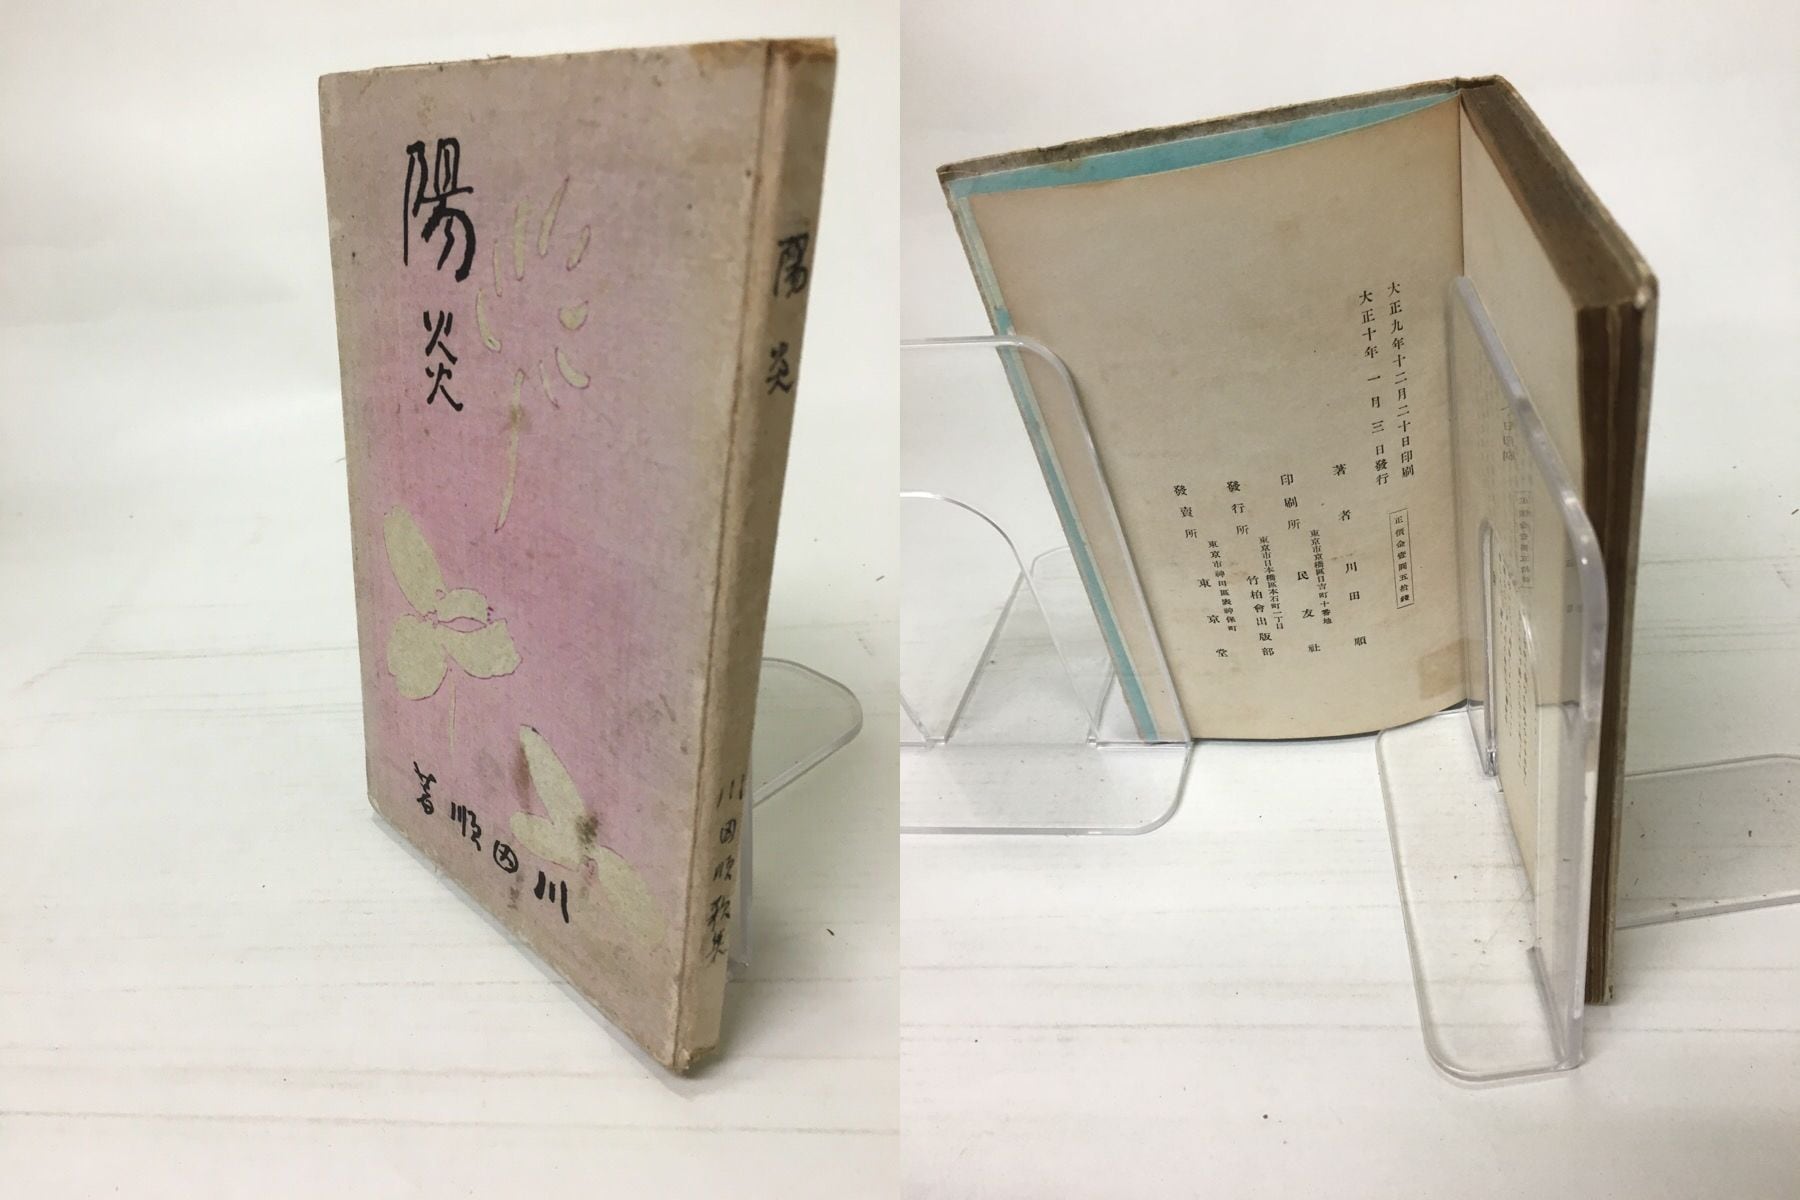 陽炎
川田順著
陽炎
川田順歌集
大正九年十二月二十日印刷
大正十年一月三日發行
正價金壹圓五拾錢
著者 川田順
東京市京橋區日吉町十番地
印刷所 民友社
東京市日本橋區本石町一丁目
發行所 竹柏會出版部
東京市神田區表神保町
發賣所 東京堂